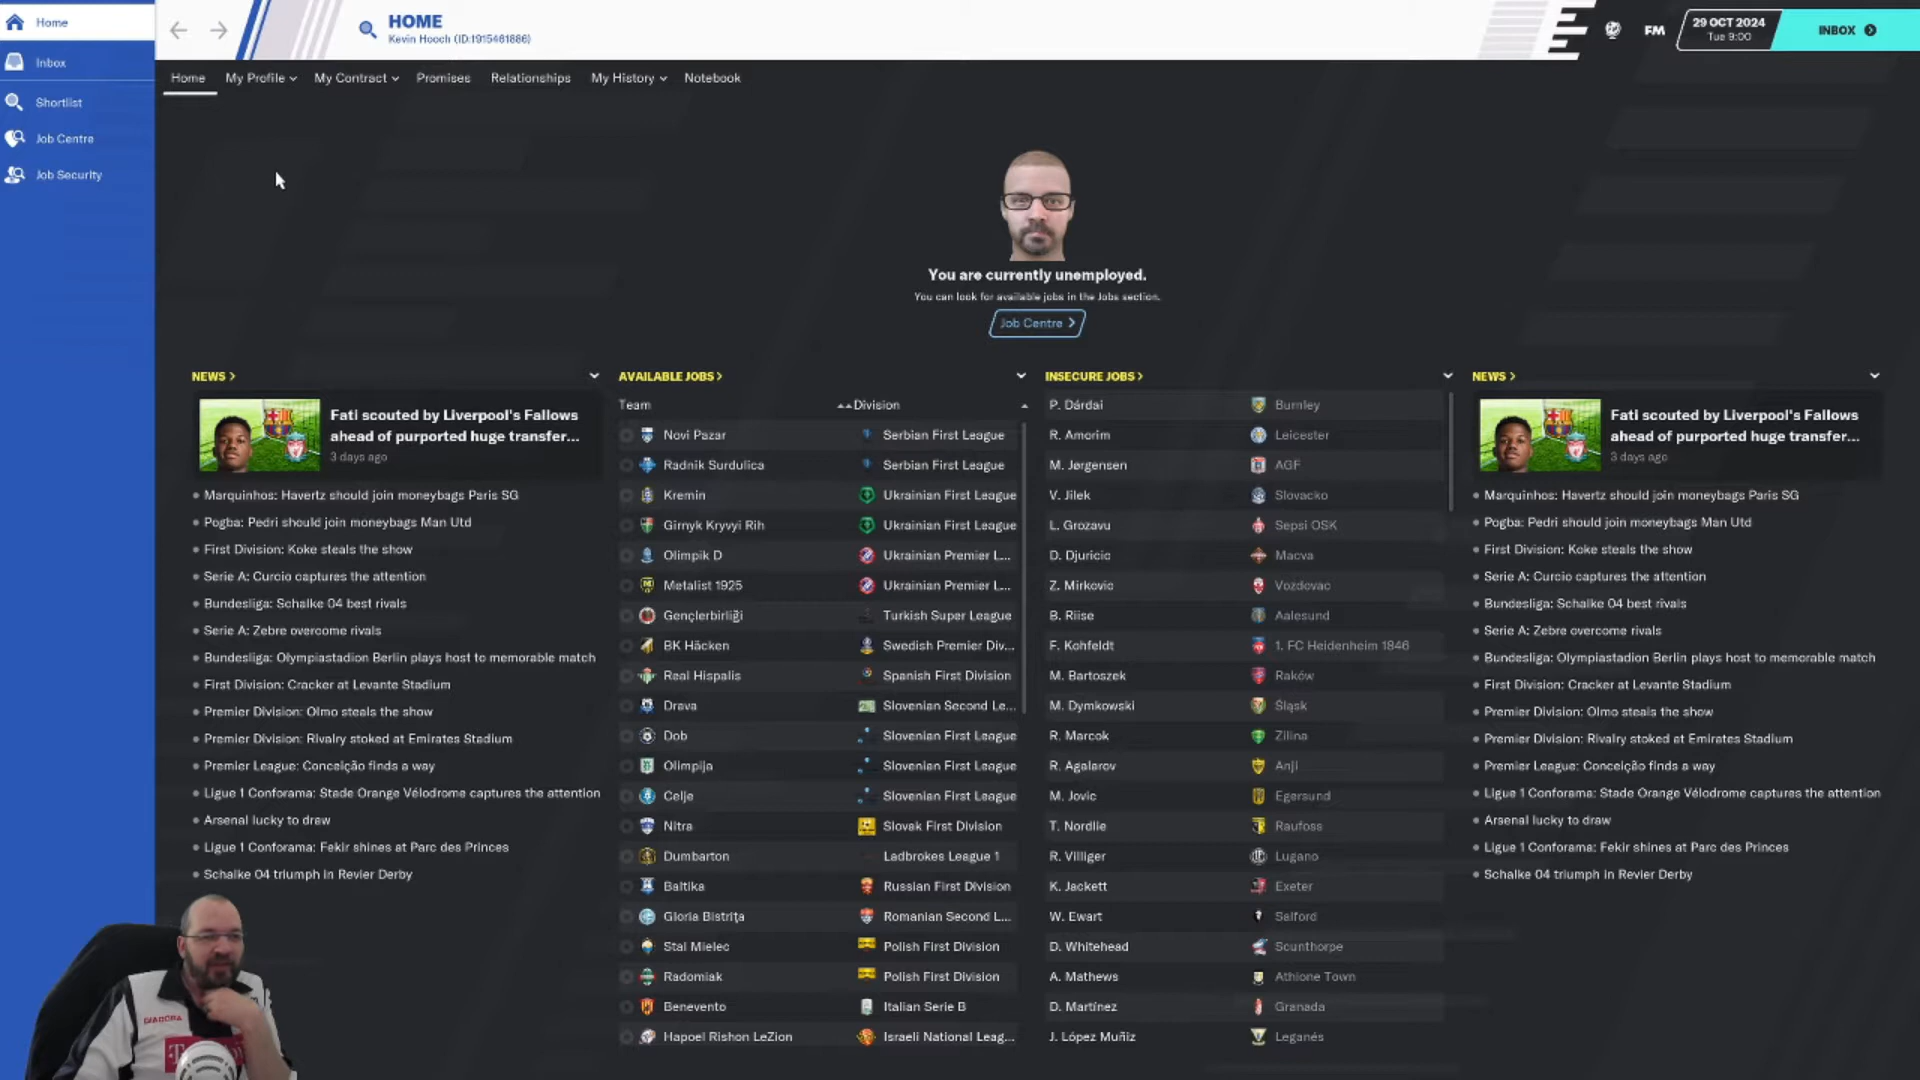 Home
Inbox
Shortlist
Job Centre
Job Security
HOME
Kevin Hooch (ID:1915461886)
FM
29 OCT 2024
Tue 9:00
INBOX
Home My Profile My Contract Promises Relationships My History Notebook
You are currently unemployed.
You can look for available jobs in the Jobs section.
Job Centre
NEWS
Fati scouted by Liverpool's Fallows
ahead of purported huge transfer...
3 days ago
Marquinhos: Havertz should join moneybags Paris SG
Pogba: Pedri should join moneybags Man Utd
First Division: Koke steals the show
Serie A: Curcio captures the attention
Bundesliga: Schalke 04 best rivals
Serie A: Zebre overcome rivals
Bundesliga: Olympiastadion Berlin plays host to memorable match
First Division: Cracker at Levante Stadium
Premier Division: Olmo steals the show
Premier Division: Rivalry stoked at Emirates Stadium
Premier League: Conceição finds a way
Ligue 1 Conforama: Stade Orange Vélodrome captures the attention
Arsenal lucky to draw
Ligue 1 Conforama: Fekir shines at Parc des Princes
Schalke 04 triumph in Revier Derby
AVAILABLE JOBS
Team Division
Novi Pazar Serbian First League
Radnik Surdulica Serbian First League
Kremin Ukrainian First League
Girnyk Kryvyi Rih Ukrainian First League
Olimpik D Ukrainian Premier L...
Metalist 1925 Ukrainian Premier L...
Gençlerbirliği Turkish Super League
BK Häcken Swedish Premier Div...
Real Hispalis Spanish First Division
Drava Slovenian Second Le...
Dob Slovenian First League
Olimpija Slovenian First League
Celje Slovenian First League
Nitra Slovak First Division
Dumbarton Ladbrokes League 1
Baltika Russian First Division
Gloria Bistrița Romanian Second L...
Stal Mielec Polish First Division
Radomiak Polish First Division
Benevento Italian Serie B
Hapoel Rishon LeZion Israeli National Leag...
INSECURE JOBS
P. Dárdai Burnley
R. Amorim Leicester
M. Jørgensen AGF
V. Jilek Slovacko
L. Grozavu Sepsi OSK
D. Djuricic Macva
Z. Mirkovic Vozdovac
B. Riise Aalesund
F. Kohfeldt 1. FC Heidenheim 1846
M. Bartoszek Raków
M. Dymkowski Śląsk
R. Marcok Zilina
R. Agalarov Anji
M. Jovic Egersund
T. Nordlie Raufoss
R. Villiger Lugano
K. Jackett Exeter
W. Ewart Salford
D. Whitehead Scunthorpe
A. Mathews Athlone Town
D. Martínez Granada
J. López Muñiz Leganés
NEWS
Fati scouted by Liverpool's Fallows
ahead of purported huge transfer...
3 days ago
Marquinhos: Havertz should join moneybags Paris SG
Pogba: Pedri should join moneybags Man Utd
First Division: Koke steals the show
Serie A: Curcio captures the attention
Bundesliga: Schalke 04 best rivals
Serie A: Zebre overcome rivals
Bundesliga: Olympiastadion Berlin plays host to memorable match
First Division: Cracker at Levante Stadium
Premier Division: Olmo steals the show
Premier Division: Rivalry stoked at Emirates Stadium
Premier League: Conceição finds a way
Ligue 1 Conforama: Stade Orange Vélodrome captures the attention
Arsenal lucky to draw
Ligue 1 Conforama: Fekir shines at Parc des Princes
Schalke 04 triumph in Revier Derby
DIADORA